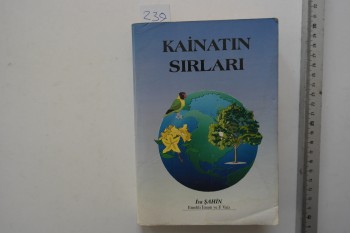 239
KAİNATIN
SIRLARI
İsa ŞAHİN